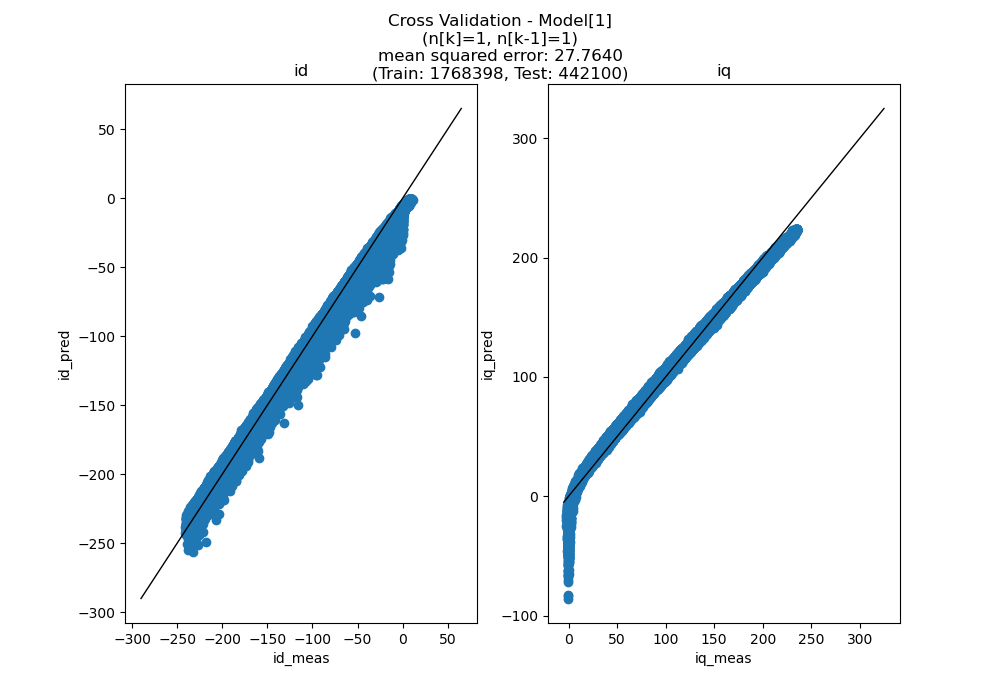 Cross Validation - Model[1]
(n[k]=1, n[k-1]=1)
mean squared error: 27.7640
(Train: 1768398, Test: 442100)
id
iq
50
0
−50
−100
−150
−200
−250
−300
id_pred
−300 −250 −200 −150 −100 −50 0 50
id_meas
300
200
100
0
−100
iq_pred
0 50 100 150 200 250 300
iq_meas